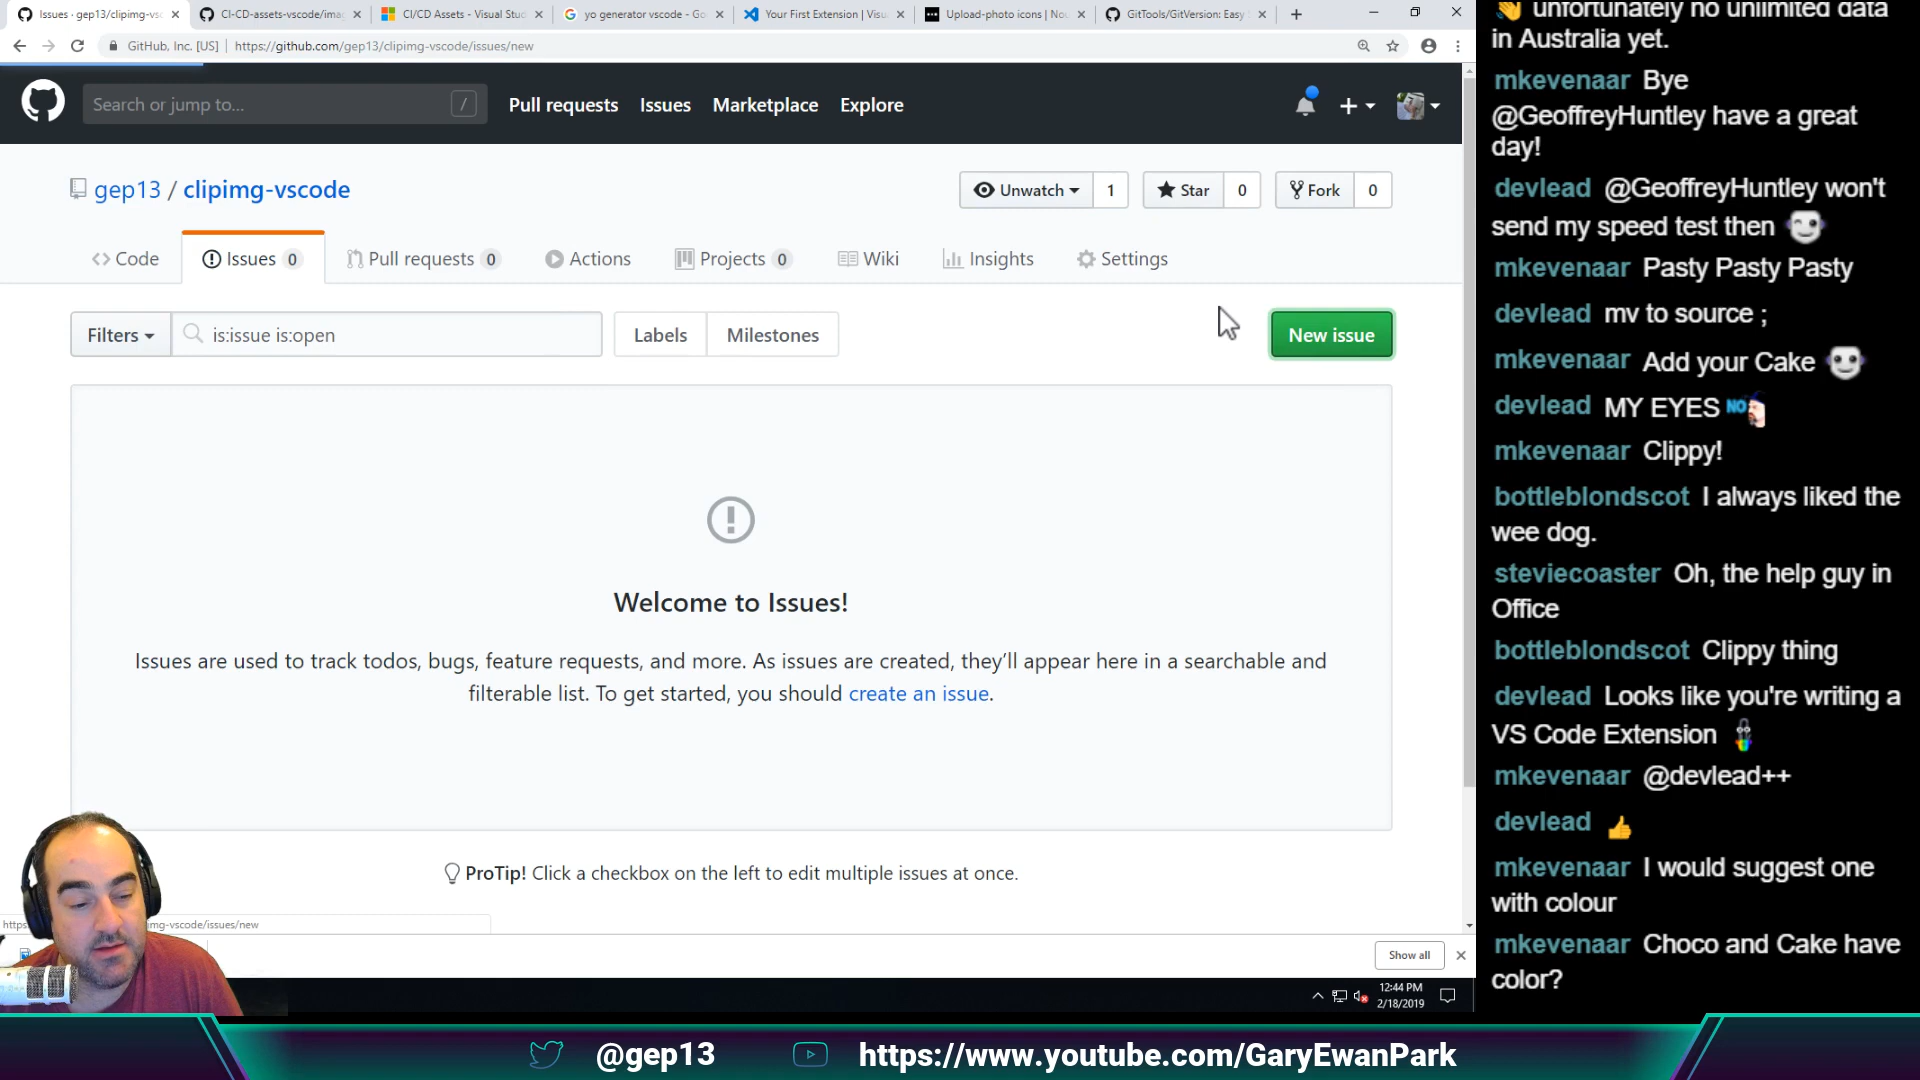 Issues · gep13/clipimg-vsc
CI-CD-assets-vscode/ima
CI/CD Assets - Visual Stud
yo generator vscode - Go
Your First Extension | Visu
Upload-photo icons | Nou
GitTools/GitVersion: Easy
GitHub, Inc. [US] | https://github.com/gep13/clipimg-vscode/issues/new
Search or jump to...
/
Pull requests
Issues
Marketplace
Explore
gep13 / clipimg-vscode
Unwatch
1
Star
0
Fork
0
Code
Issues 0
Pull requests 0
Actions
Projects 0
Wiki
Insights
Settings
Filters
is:issue is:open
Labels
Milestones
New issue
Welcome to Issues!
Issues are used to track todos, bugs, feature requests, and more. As issues are created, they'll appear here in a searchable and
filterable list. To get started, you should create an issue.
ProTip! Click a checkbox on the left to edit multiple issues at once.
https
mg-vscode/issues/new
Show all
12:44 PM
2/18/2019
unfortunately no unlimited data
in Australia yet.
mkevenaar Bye
@GeoffreyHuntley have a great
day!
devlead @GeoffreyHuntley won't
send my speed test then
mkevenaar Pasty Pasty Pasty
devlead mv to source ;
mkevenaar Add your Cake
devlead MY EYES NO
mkevenaar Clippy!
bottleblondscot I always liked the
wee dog.
steviecoaster Oh, the help guy in
Office
bottleblondscot Clippy thing
devlead Looks like you're writing a
VS Code Extension
mkevenaar @devlead++
devlead 👍
mkevenaar I would suggest one
with colour
mkevenaar Choco and Cake have
color?
@gep13
https://www.youtube.com/GaryEwanPark